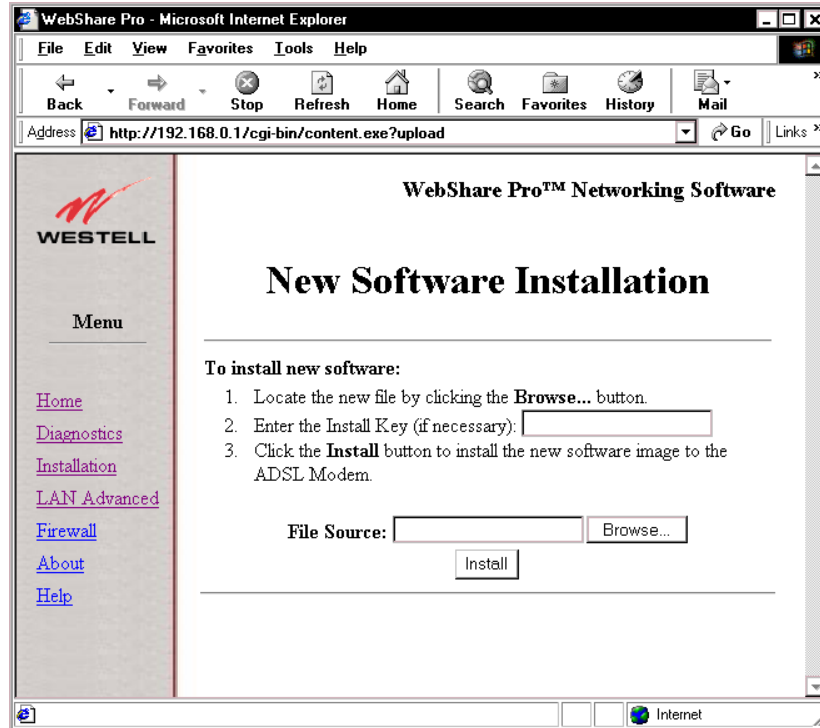 WebShare Pro - Microsoft Internet Explorer
File Edit View Favorites Tools Help
Back Forward Stop Refresh Home Search Favorites History Mail »
Address http://192.168.0.1/cgi-bin/content.exe?upload Go Links »
WESTELL
Menu
Home
Diagnostics
Installation
LAN Advanced
Firewall
About
Help
WebShare Pro™ Networking Software
New Software Installation
To install new software:
1. Locate the new file by clicking the Browse... button.
2. Enter the Install Key (if necessary):
3. Click the Install button to install the new software image to the
ADSL Modem.
File Source: Browse...
Install
Internet